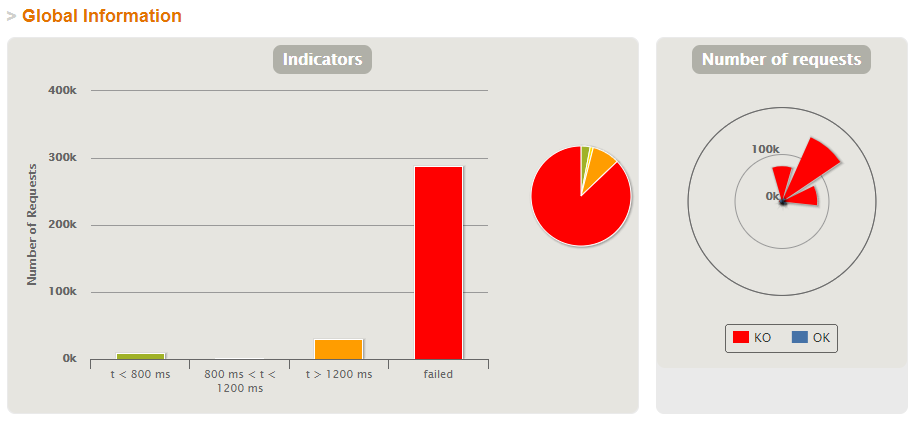 > Global Information
Indicators
Number of requests
400k
300k
200k
100k
0k
Number of Requests
t < 800 ms
800 ms < t <
1200 ms
t > 1200 ms
failed
100k
0k
KO
OK